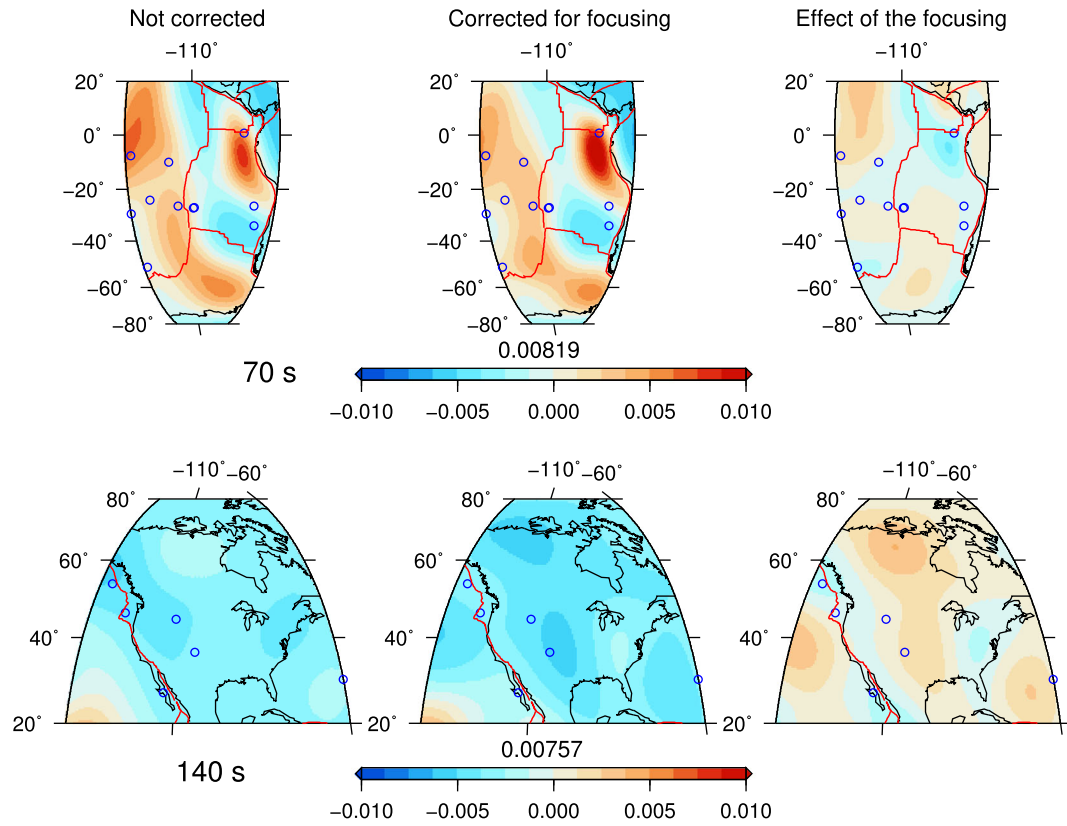 Not corrected Corrected for focusing Effect of the focusing
−110° −110° −110°
20° 20° 20°
0° 0° 0°
−20° −20° −20°
−40° −40° −40°
−60° −60° −60°
−80° −80° −80°
0.00819
70 s
−0.010 −0.005 0.000 0.005 0.010
−110° −60° −110° −60° −110° −60°
80° 80° 80°
60° 60° 60°
40° 40° 40°
20° 20° 20°
0.00757
140 s
−0.010 −0.005 0.000 0.005 0.010